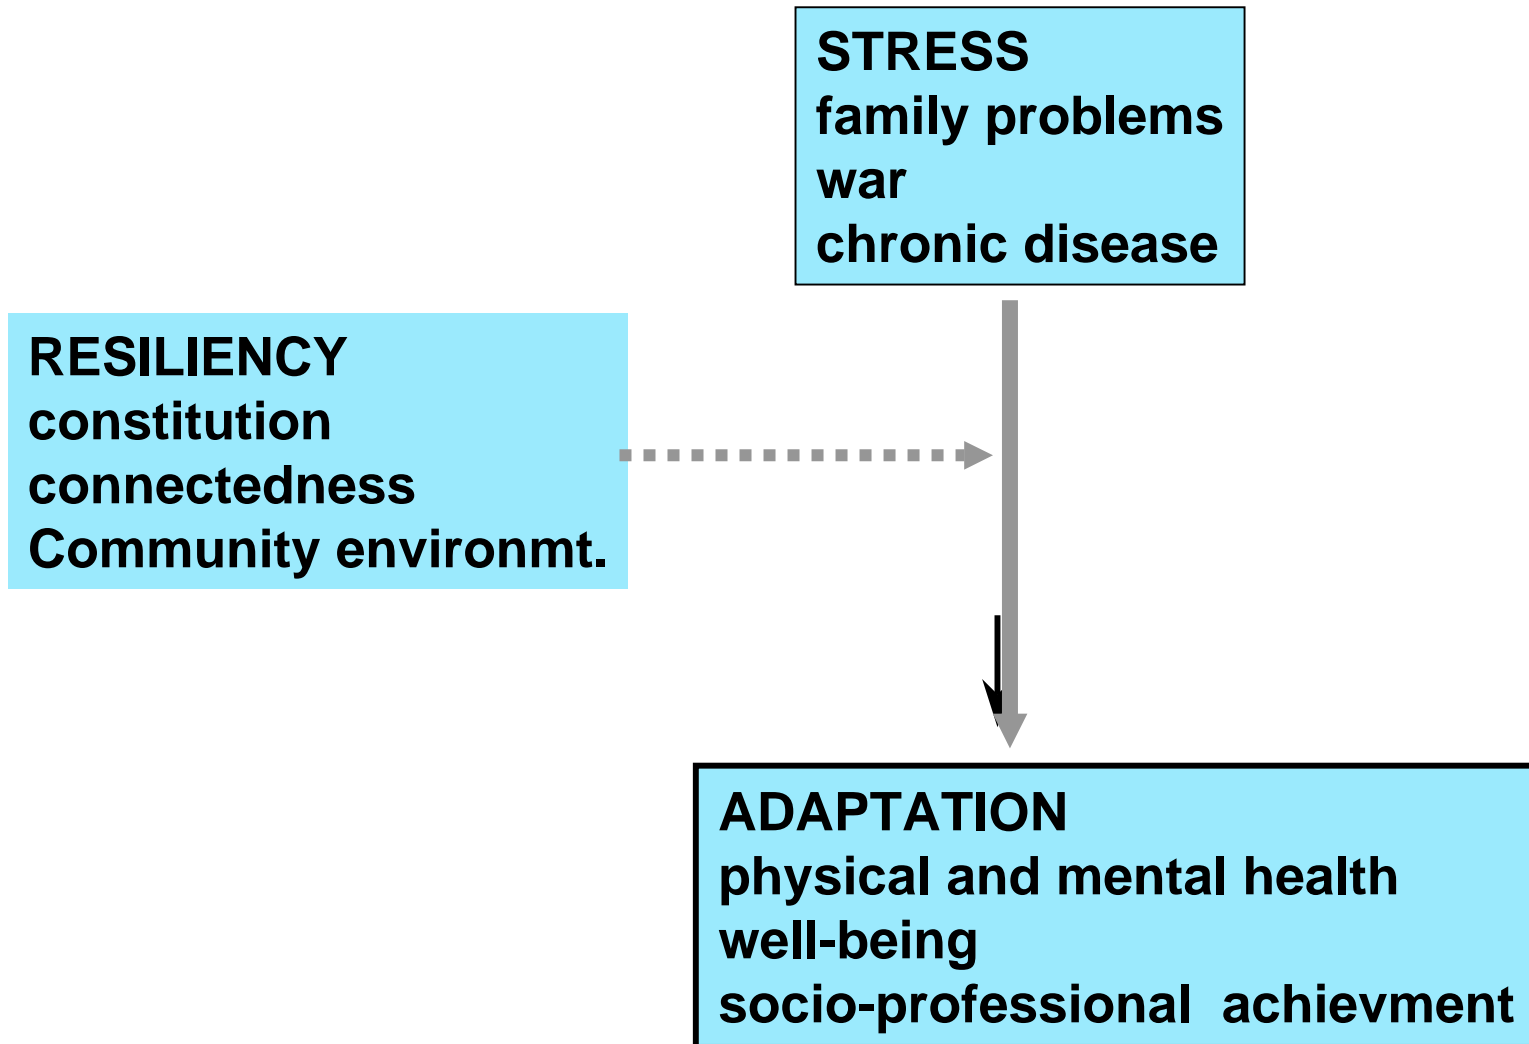 STRESS
family problems
war
chronic disease
RESILIENCY
constitution
connectedness
Community environmt.
ADAPTATION
physical and mental health
well-being
socio-professional  achievment